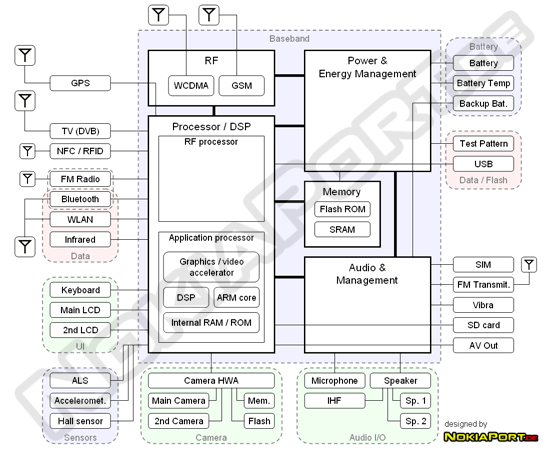 Baseband
RF
WCDMA
GSM
Power &
Energy Management
Battery
Battery
Battery Temp
Backup Bat.
GPS
TV (DVB)
NFC / RFID
FM Radio
Bluetooth
WLAN
Infrared
Data
Processor / DSP
RF processor
Application processor
Graphics / video
accelerator
DSP
ARM core
Internal RAM / ROM
Memory
Flash ROM
SRAM
Test Pattern
USB
Data / Flash
Audio &
Management
SIM
FM Transmit.
Vibra
SD card
AV Out
Keyboard
Main LCD
2nd LCD
UI
ALS
Acceleromet.
Hall sensor
Sensors
Camera HWA
Main Camera
Mem.
2nd Camera
Flash
Camera
Microphone
Speaker
IHF
Sp. 1
Sp. 2
Audio I/O
designed by
NOKIAPORT.DE
NOKIAPORT.DE